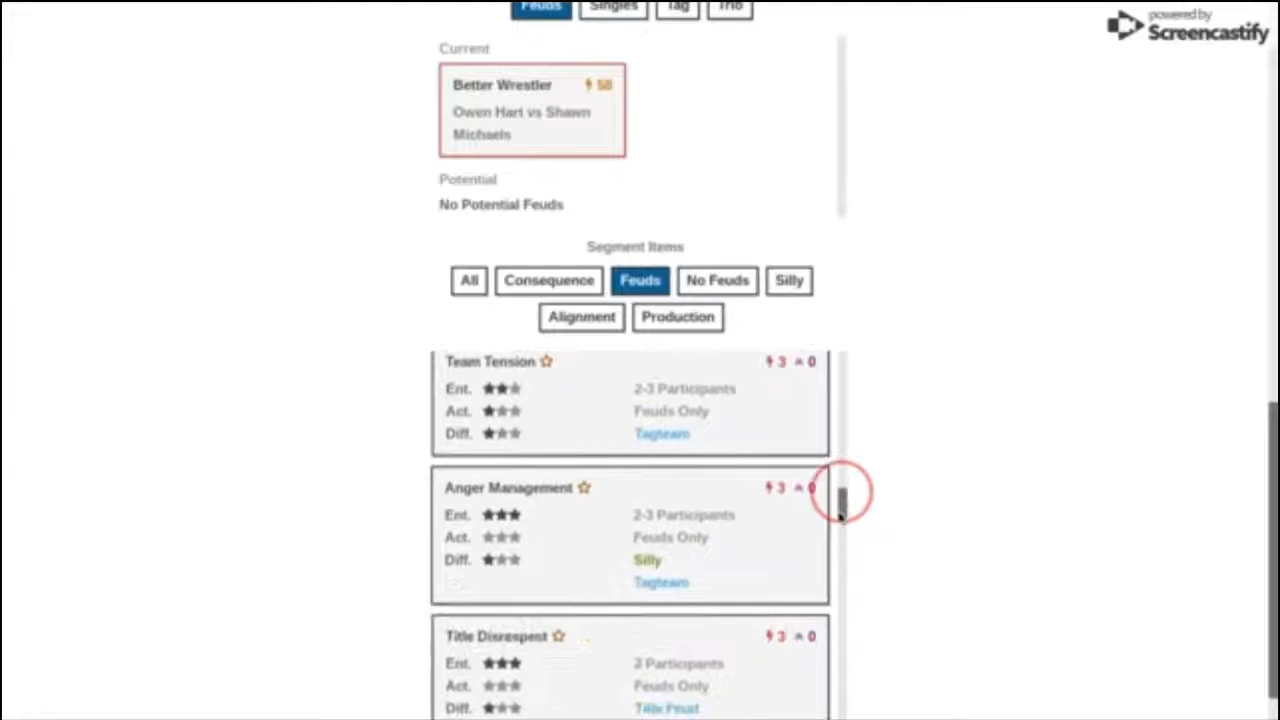 powered by
Screencastify
Feuds Singles Tag Trio
Current
Better Wrestler 58
Owen Hart vs Shawn
Michaels
Potential
No Potential Feuds
Segment Items
All Consequence Feuds No Feuds Silly
Alignment Production
Team Tension 3 0
Ent. 2-3 Participants
Act. Feuds Only
Diff. Tagteam
Anger Management 3 0
Ent. 2-3 Participants
Act. Feuds Only
Diff. Silly
Tagteam
Title Disrespect 3 0
Ent. 2 Participants
Act. Feuds Only
Diff. Title Feud